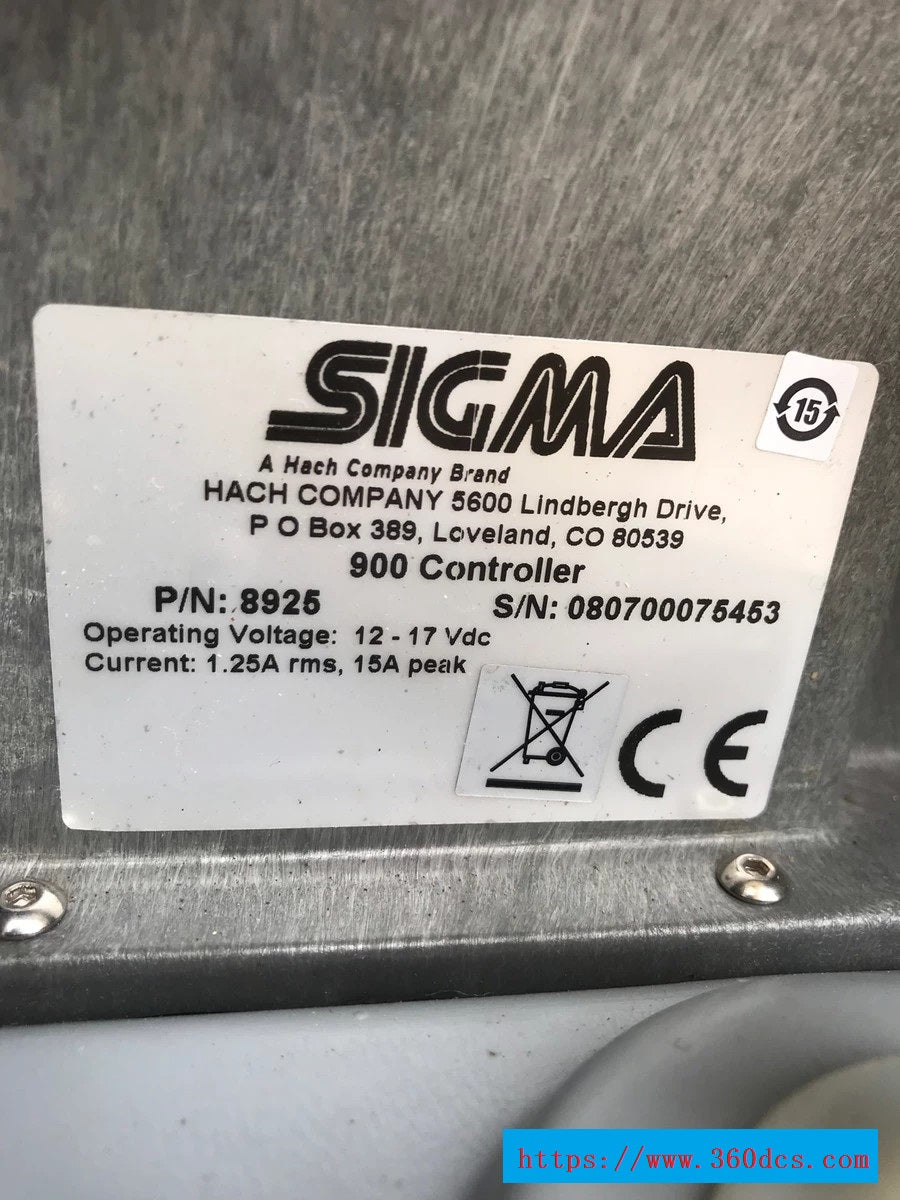 SIGMA
15
A Hach Company Brand
HACH COMPANY 5600 Lindbergh Drive,
P O Box 389, Loveland, CO 80539
900 Controller
P/N: 8925 S/N: 080700075453
Operating Voltage: 12 - 17 Vdc
Current: 1.25A rms, 15A peak
CE
https://www.360dcs.com